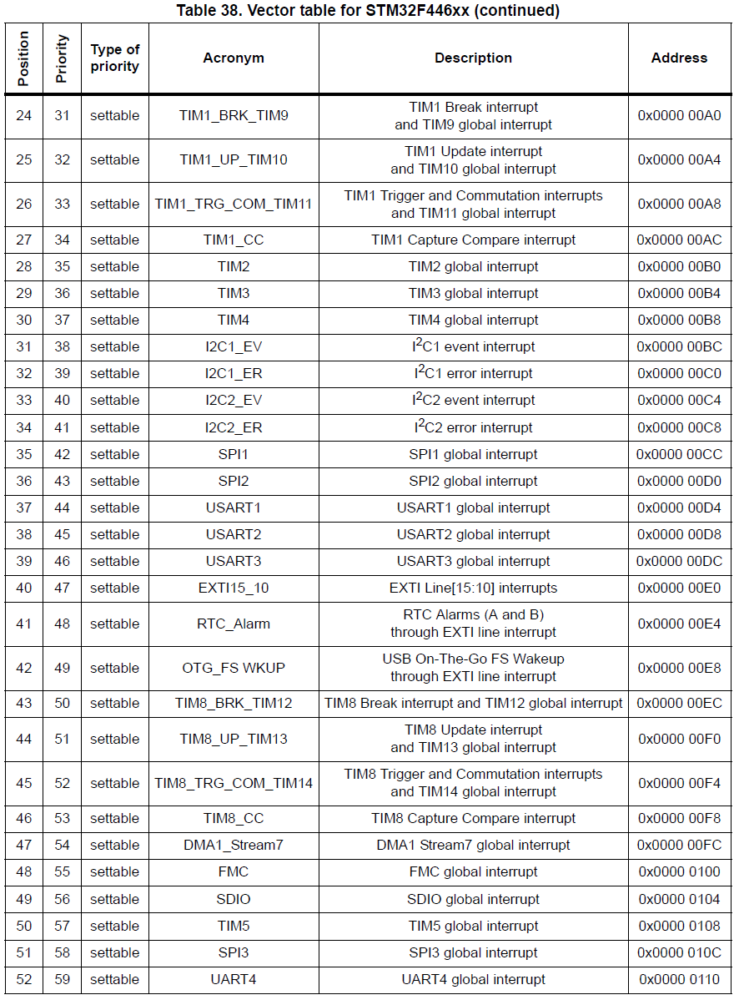 Table 38. Vector table for STM32F446xx (continued)
Position Priority Type of priority Acronym Description Address
24 31 settable TIM1_BRK_TIM9 TIM1 Break interrupt and TIM9 global interrupt 0x0000 00A0
25 32 settable TIM1_UP_TIM10 TIM1 Update interrupt and TIM10 global interrupt 0x0000 00A4
26 33 settable TIM1_TRG_COM_TIM11 TIM1 Trigger and Commutation interrupts and TIM11 global interrupt 0x0000 00A8
27 34 settable TIM1_CC TIM1 Capture Compare interrupt 0x0000 00AC
28 35 settable TIM2 TIM2 global interrupt 0x0000 00B0
29 36 settable TIM3 TIM3 global interrupt 0x0000 00B4
30 37 settable TIM4 TIM4 global interrupt 0x0000 00B8
31 38 settable I2C1_EV I²C1 event interrupt 0x0000 00BC
32 39 settable I2C1_ER I²C1 error interrupt 0x0000 00C0
33 40 settable I2C2_EV I²C2 event interrupt 0x0000 00C4
34 41 settable I2C2_ER I²C2 error interrupt 0x0000 00C8
35 42 settable SPI1 SPI1 global interrupt 0x0000 00CC
36 43 settable SPI2 SPI2 global interrupt 0x0000 00D0
37 44 settable USART1 USART1 global interrupt 0x0000 00D4
38 45 settable USART2 USART2 global interrupt 0x0000 00D8
39 46 settable USART3 USART3 global interrupt 0x0000 00DC
40 47 settable EXTI15_10 EXTI Line[15:10] interrupts 0x0000 00E0
41 48 settable RTC_Alarm RTC Alarms (A and B) through EXTI line interrupt 0x0000 00E4
42 49 settable OTG_FS WKUP USB On-The-Go FS Wakeup through EXTI line interrupt 0x0000 00E8
43 50 settable TIM8_BRK_TIM12 TIM8 Break interrupt and TIM12 global interrupt 0x0000 00EC
44 51 settable TIM8_UP_TIM13 TIM8 Update interrupt and TIM13 global interrupt 0x0000 00F0
45 52 settable TIM8_TRG_COM_TIM14 TIM8 Trigger and Commutation interrupts and TIM14 global interrupt 0x0000 00F4
46 53 settable TIM8_CC TIM8 Capture Compare interrupt 0x0000 00F8
47 54 settable DMA1_Stream7 DMA1 Stream7 global interrupt 0x0000 00FC
48 55 settable FMC FMC global interrupt 0x0000 0100
49 56 settable SDIO SDIO global interrupt 0x0000 0104
50 57 settable TIM5 TIM5 global interrupt 0x0000 0108
51 58 settable SPI3 SPI3 global interrupt 0x0000 010C
52 59 settable UART4 UART4 global interrupt 0x0000 0110